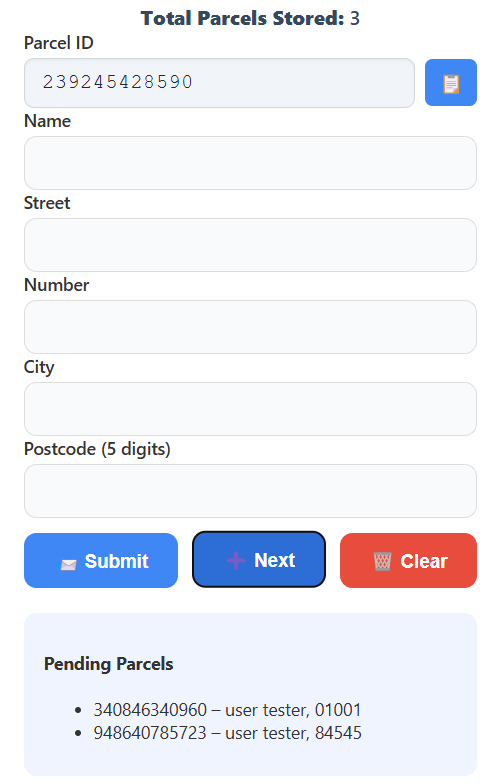 Total Parcels Stored: 3
Parcel ID
239245428590
Name
Street
Number
City
Postcode (5 digits)
Submit
Next
Clear
Pending Parcels
340846340960 – user tester, 01001
948640785723 – user tester, 84545